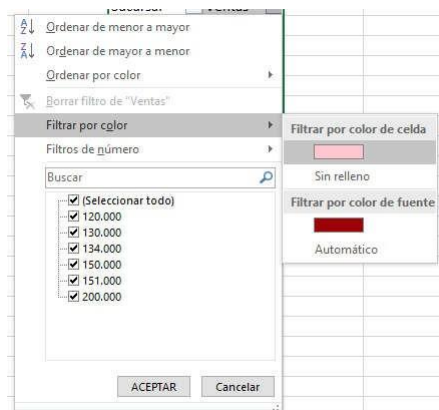 Sucursal Ventas
Ordenar de menor a mayor
Ordenar de mayor a menor
Ordenar por color
Borrar filtro de "Ventas"
Filtrar por color
Filtros de número
Buscar
(Seleccionar todo)
120.000
130.000
134.000
150.000
151.000
200.000
ACEPTAR Cancelar
Filtrar por color de celda
Sin relleno
Filtrar por color de fuente
Automático